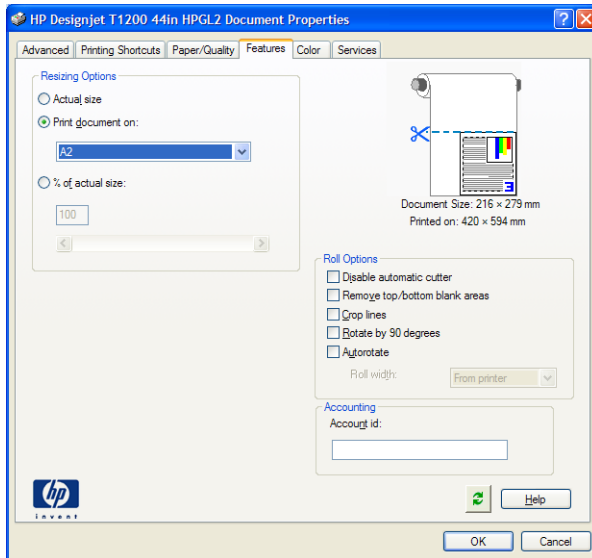 HP Designjet T1200 44in HPGL2 Document Properties
Advanced Printing Shortcuts Paper/Quality Features Color Services
Resizing Options
Actual size
Print document on:
A2
% of actual size:
100
3
Document Size: 216 × 279 mm
Printed on: 420 × 594 mm
Roll Options
Disable automatic cutter
Remove top/bottom blank areas
Crop lines
Rotate by 90 degrees
Autorotate
Roll width: From printer
Accounting
Account id:
hp
invent
Help
OK Cancel